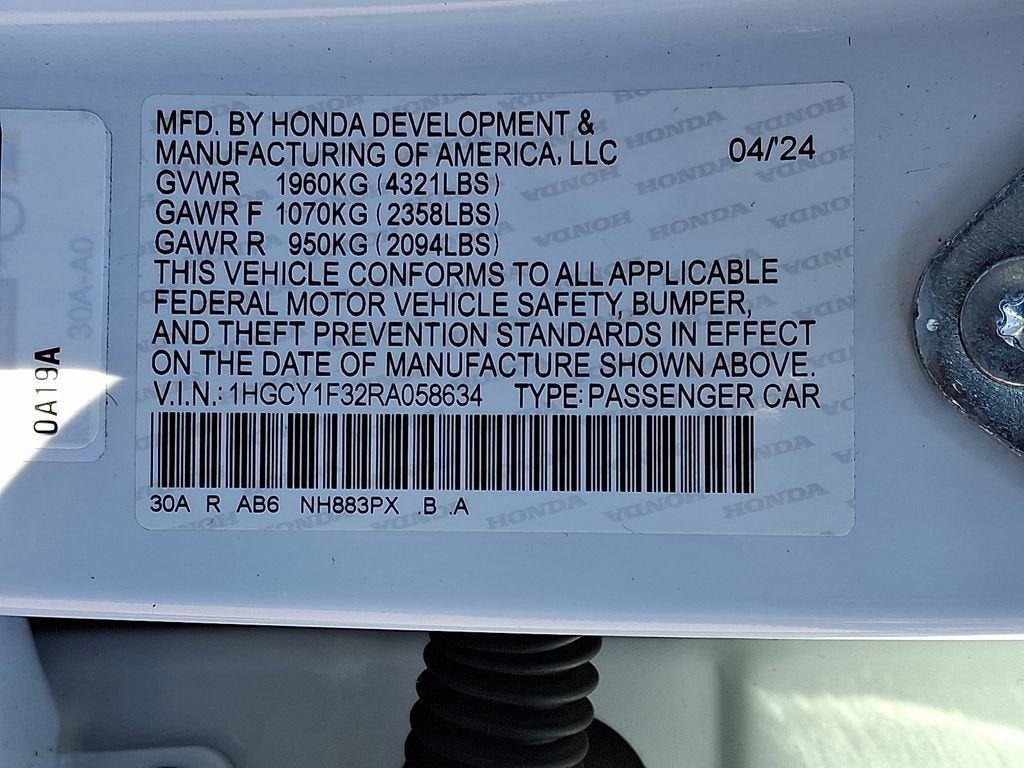 MFD. BY HONDA DEVELOPMENT &
MANUFACTURING OF AMERICA, LLC 04/'24
GVWR 1960KG (4321LBS)
GAWR F 1070KG (2358LBS)
GAWR R 950KG (2094LBS)
THIS VEHICLE CONFORMS TO ALL APPLICABLE
FEDERAL MOTOR VEHICLE SAFETY, BUMPER,
AND THEFT PREVENTION STANDARDS IN EFFECT
ON THE DATE OF MANUFACTURE SHOWN ABOVE.
V.I.N.: 1HGCY1F32RA058634 TYPE: PASSENGER CAR
30A R AB6 NH883PX .B .A
0A19A
30A-A0
HONDA